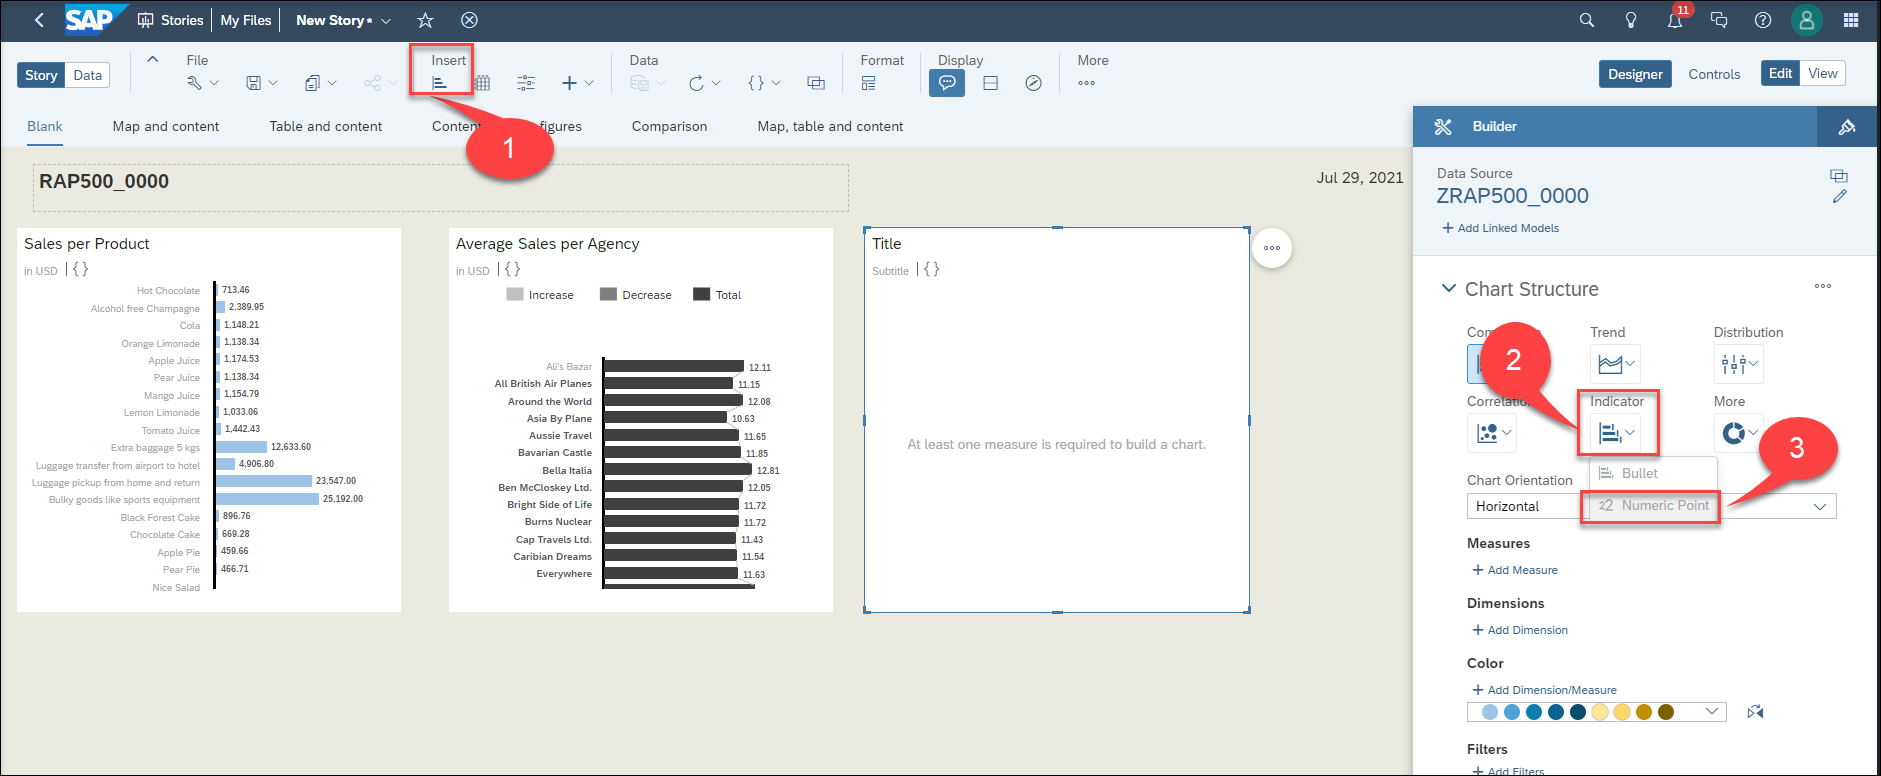 SAP Stories My Files New Story *
11
Story Data
File Insert Data Format Display More
Designer Controls Edit View
Blank Map and content Table and content Conten figures Comparison Map, table and content
1
Builder
RAP500_0000
Jul 29, 2021
Data Source
ZRAP500_0000
+ Add Linked Models
Sales per Product
in USD | { }
Hot Chocolate 713.46
Alcohol free Champagne 2,389.95
Cola 1,148.21
Orange Limonade 1,138.34
Apple Juice 1,174.53
Pear Juice 1,138.34
Mango Juice 1,154.79
Lemon Limonade 1,033.06
Tomato Juice 1,442.43
Extra baggage 5 kgs 12,633.60
Luggage transfer from airport to hotel 4,906.80
Luggage pickup from home and return 23,547.00
Bulky goods like sports equipment 25,192.00
Black Forest Cake 896.76
Chocolate Cake 669.28
Apple Pie 459.66
Pear Pie 466.71
Nice Salad
Average Sales per Agency
in USD | { }
Increase Decrease Total
Ali's Bazar 12.11
All British Air Planes 11.15
Around the World 12.08
Asia By Plane 10.63
Aussie Travel 11.65
Bavarian Castle 11.85
Bella Italia 12.81
Ben McCloskey Ltd. 12.05
Bright Side of Life 11.72
Burns Nuclear 11.72
Cap Travels Ltd. 11.43
Caribian Dreams 11.54
Everywhere 11.63
Title
Subtitle | { }
At least one measure is required to build a chart.
Chart Structure
Com Trend Distribution
2
Correlation Indicator More
3
Bullet
Chart Orientation
Horizontal
22 Numeric Point
Measures
+ Add Measure
Dimensions
+ Add Dimension
Color
+ Add Dimension/Measure
Filters
+ Add Filters